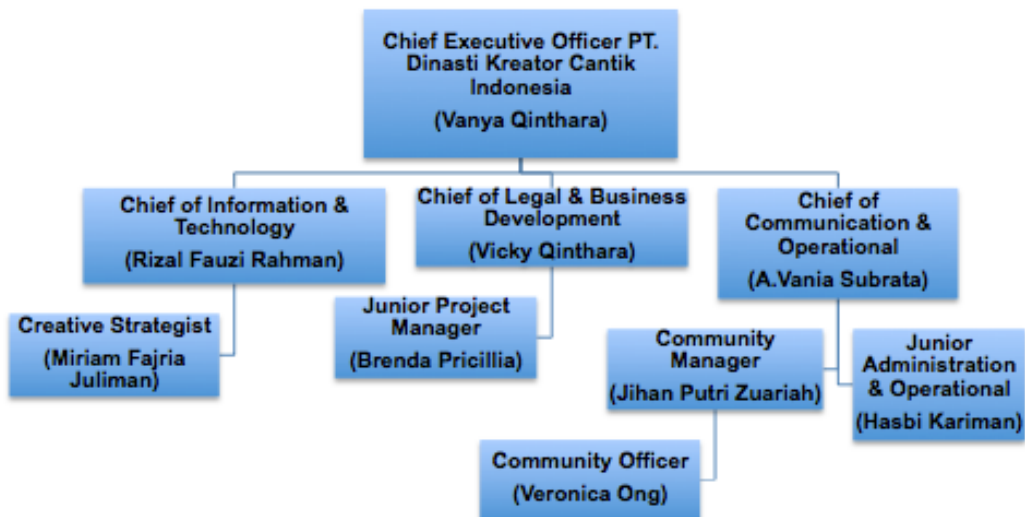 Chief Executive Officer PT.
Dinasti Kreator Cantik
Indonesia
(Vanya Qinthara)
Chief of Information &
Technology
(Rizal Fauzi Rahman)
Chief of Legal & Business
Development
(Vicky Qinthara)
Chief of
Communication &
Operational
(A.Vania Subrata)
Creative Strategist
(Miriam Fajria
Juliman)
Junior Project
Manager
(Brenda Pricillia)
Community
Manager
(Jihan Putri Zuariah)
Junior
Administration
& Operational
(Hasbi Kariman)
Community Officer
(Veronica Ong)